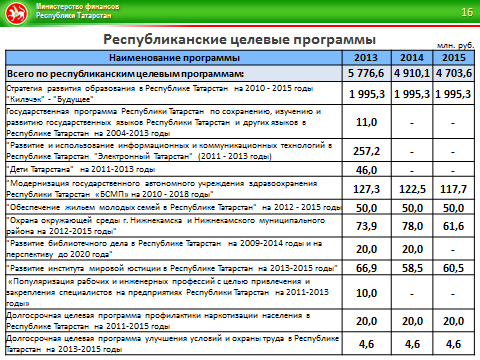 Министерство финансов
Республики Татарстан
16
Республиканские целевые программы
млн. руб.
Наименование программы 2013 2014 2015
Всего по республиканским целевым программам: 5 776,6 4 910,1 4 703,6
Стратегия развития образования в Республике Татарстан на 2010 - 2015 годы
"Килэчэк" - "Будущее" 1 995,3 1 995,3 1 995,3
Государственная программа Республики Татарстан по сохранению, изучению и
развитию государственных языков Республики Татарстан и других языков в
Республике Татарстан на 2004-2013 годы 11,0 - -
"Развитие и использование информационных и коммуникационных технологий в
Республике Татарстан "Электронный Татарстан" (2011 - 2013 годы) 257,2 - -
"Дети Татарстана" на 2011-2013 годы 46,0 - -
"Модернизация государственного автономного учреждения здравоохранения
Республики Татарстан «БСМП» на 2010 - 2018 годы" 127,3 122,5 117,7
"Обеспечение жильем молодых семей в Республике Татарстан" на 2012 - 2015 годы 50,0 50,0 50,0
"Охрана окружающей среды г. Нижнекамска и Нижнекамского муниципального
района на 2012-2015 годы" 73,9 78,0 61,6
"Развитие библиотечного дела в Республике Татарстан на 2009-2014 годы и на
перспективу до 2020 года" 20,0 20,0 -
"Развитие института мировой юстиции в Республике Татарстан на 2013-2015 годы" 66,9 58,5 60,5
«Популяризация рабочих и инженерных профессий с целью привлечения и
закрепления специалистов на предприятиях Республики Татарстан на 2011-2013
годы» 10,0 - -
Долгосрочная целевая программа профилактики наркотизации населения в
Республике Татарстан на 2011-2015 годы 20,0 20,0 20,0
Долгосрочная целевая программа улучшения условий и охраны труда в Республике
Татарстан на 2013-2015 годы 4,6 4,6 4,6